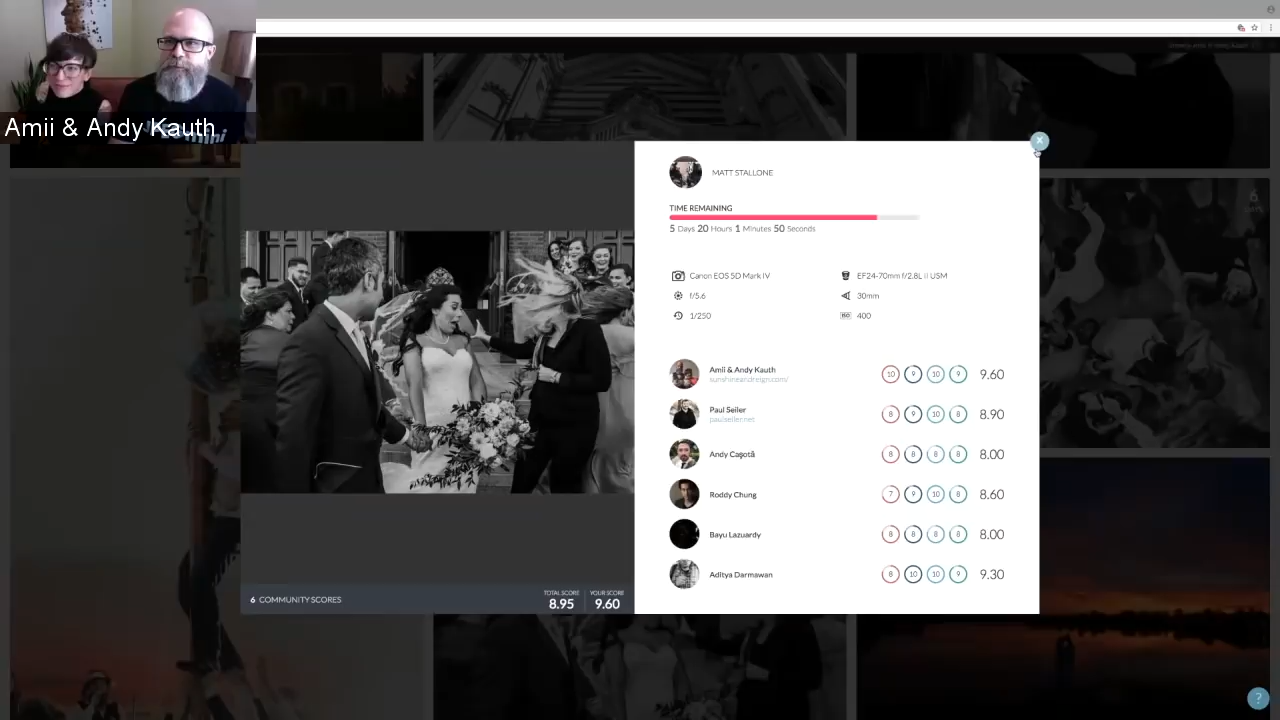 Amii & Andy Kauth
MATT STALLONE
TIME REMAINING
5 Days 20 Hours 1 Minutes 50 Seconds
Canon EOS 5D Mark IV
EF24-70mm f/2.8L II USM
f/5.6
30mm
1/250
ISO 400
Amii & Andy Kauth 10 9 10 9 9.60
sunshineandreign.com/
Paul Seiler 8 9 10 8 8.90
paulseiler.net
Andy Cașotă 8 8 8 8 8.00
Roddy Chung 7 9 10 8 8.60
Bayu Lazuardy 8 8 8 8 8.00
Aditya Darmawan 8 10 10 9 9.30
6 COMMUNITY SCORES
TOTAL SCORE YOUR SCORE
8.95 9.60
?